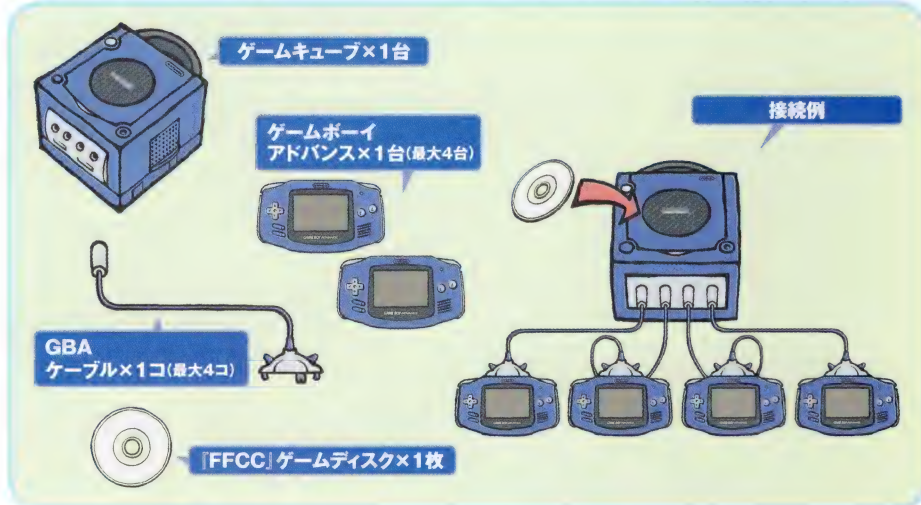 ゲームキューブ×1台
ゲームボーイ
アドバンス×1台(最大4台)
接続例
GBA
ケーブル×1コ(最大4コ)
『FFCC』ゲームディスク×1枚